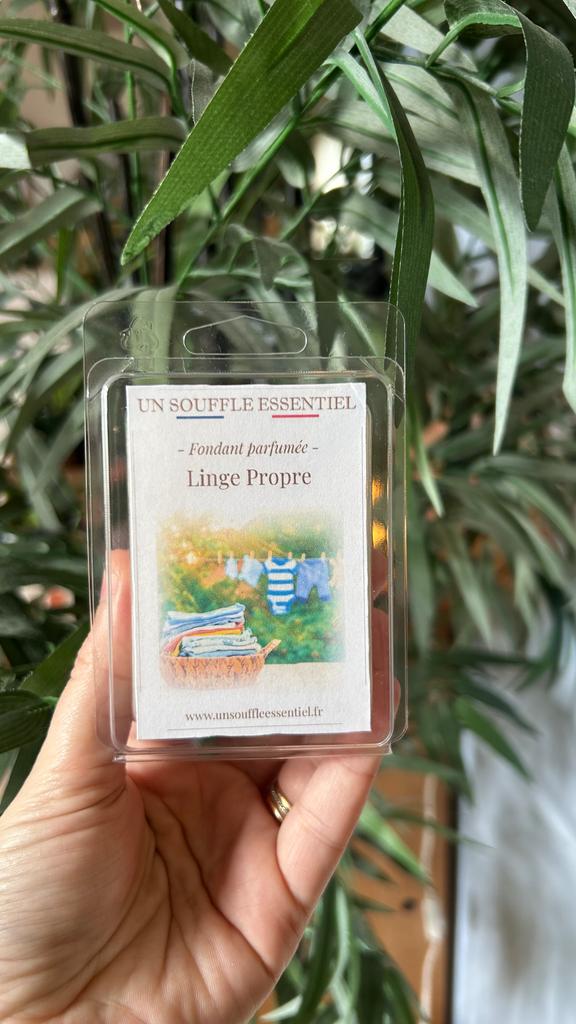 UN SOUFFLE ESSENTIEL
- Fondant parfumée -
Linge Propre
www.unsouffleessentiel.fr